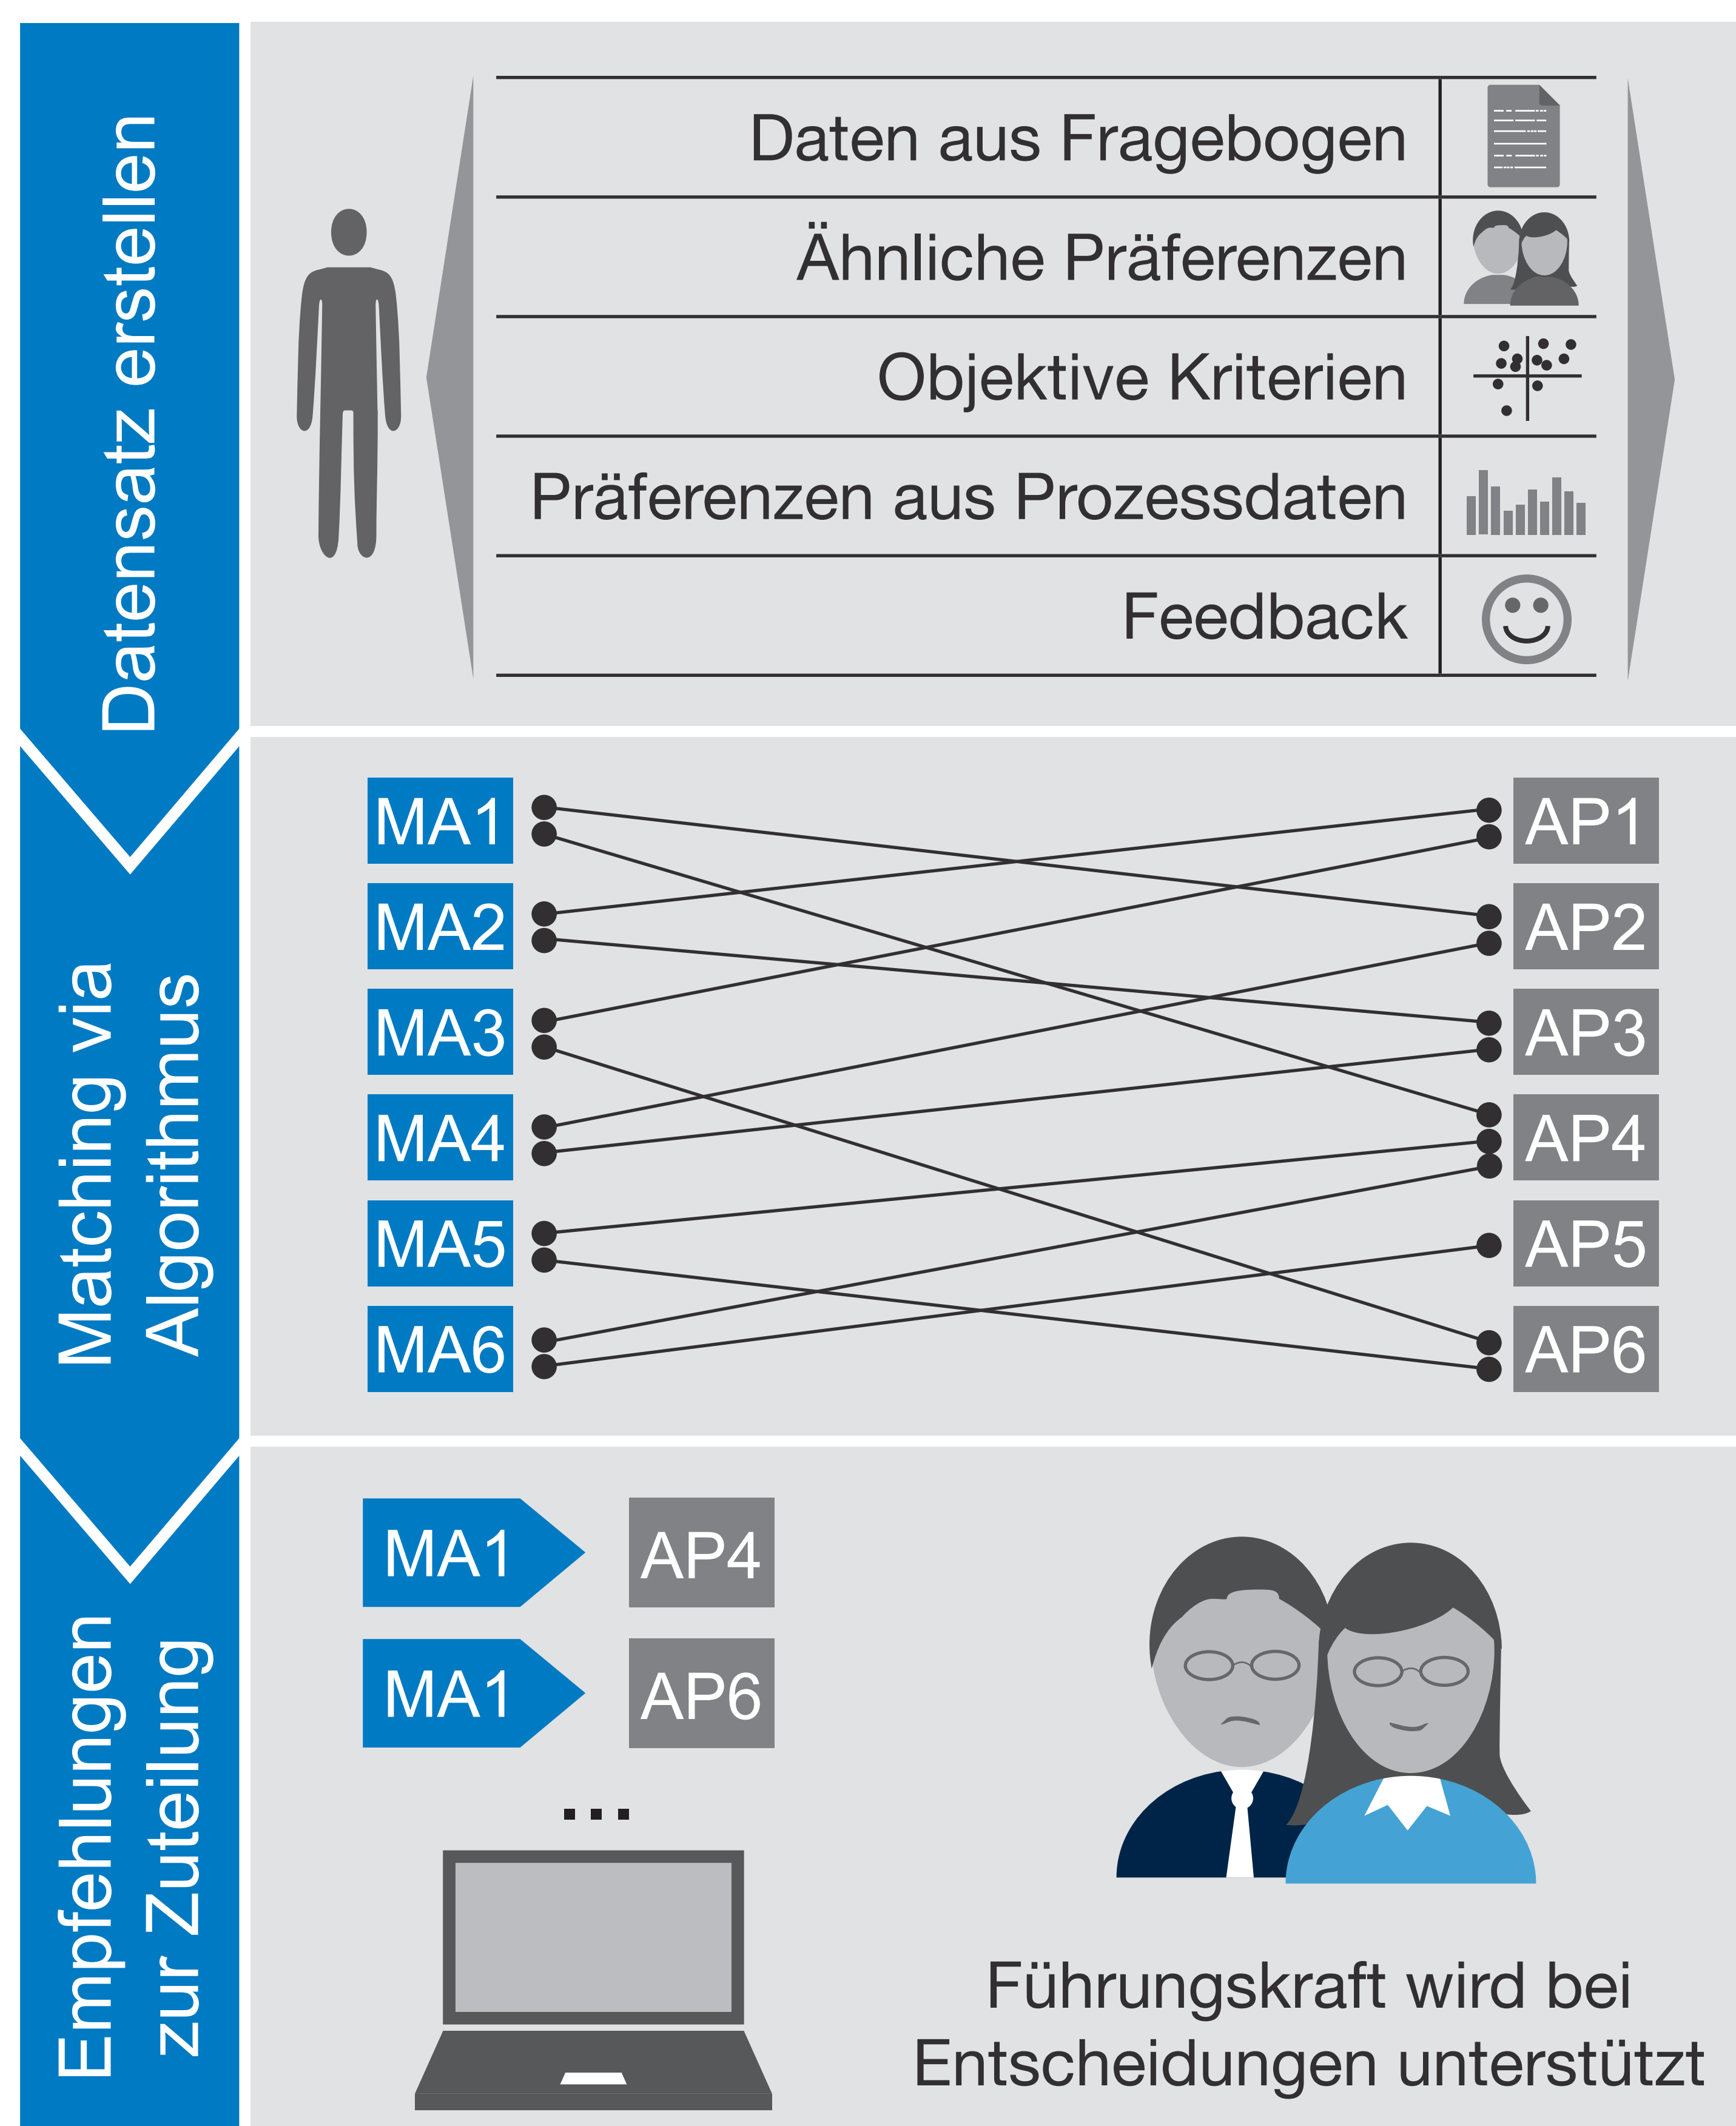 Datensatz erstellen
Daten aus Fragebogen
Ähnliche Präferenzen
Objektive Kriterien
Präferenzen aus Prozessdaten
Feedback
Matching via
Algorithmus
MA1
AP1
MA2
AP2
MA3
AP3
MA4
AP4
MA5
AP5
MA6
AP6
Empfehlungen
zur Zuteilung
MA1
AP4
MA1
AP6
...
Führungskraft wird bei
Entscheidungen unterstützt